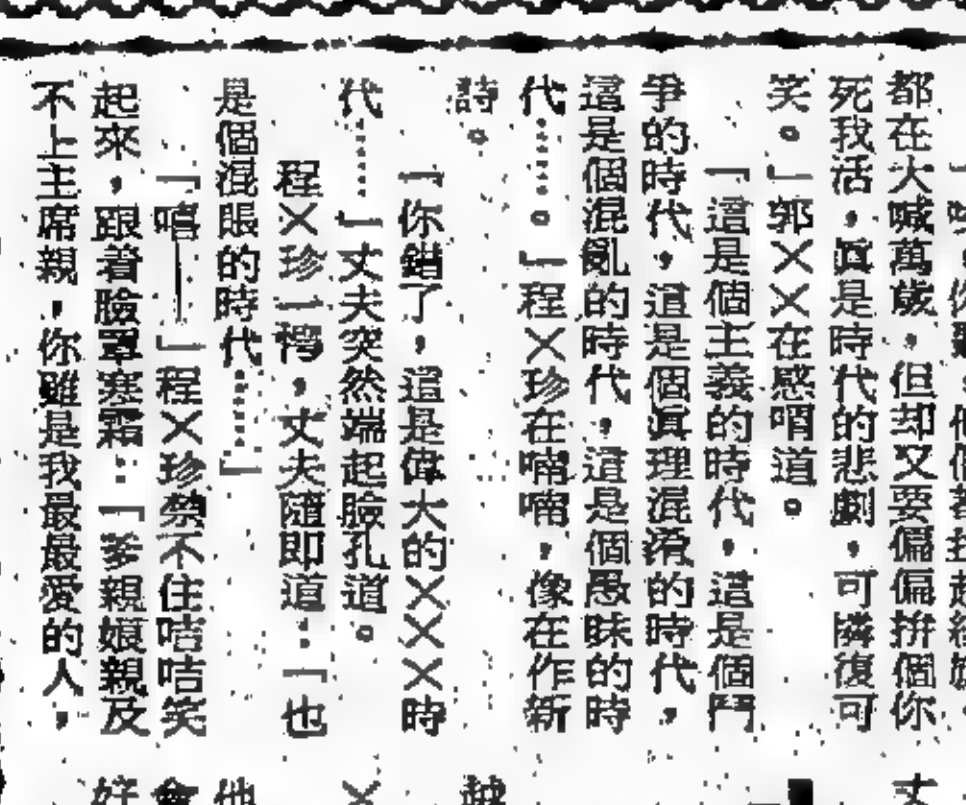 都在大喊萬歲，但却又要偏偏拚個你
死我活，眞是時代的悲劇，可憐復可
笑。」郭××在感喟道。
「這是個主義的時代，這是個鬥
爭的時代，這是個眞理混淆的時代，
這是個混亂的時代，這是個愚昧的時
代……。」程×珍在喃喃，像在作新
詩。
「你錯了，這是偉大的×××時
代……」丈夫突然端起臉孔道。
程×珍一愕，丈夫隨即道：「也
是個混賬的時代……」
「嘻——」程×珍禁不住咭咭笑
起來，跟着臉罩寒霜：「爹親娘親及
不上主席親，你雖是我最最愛的人，